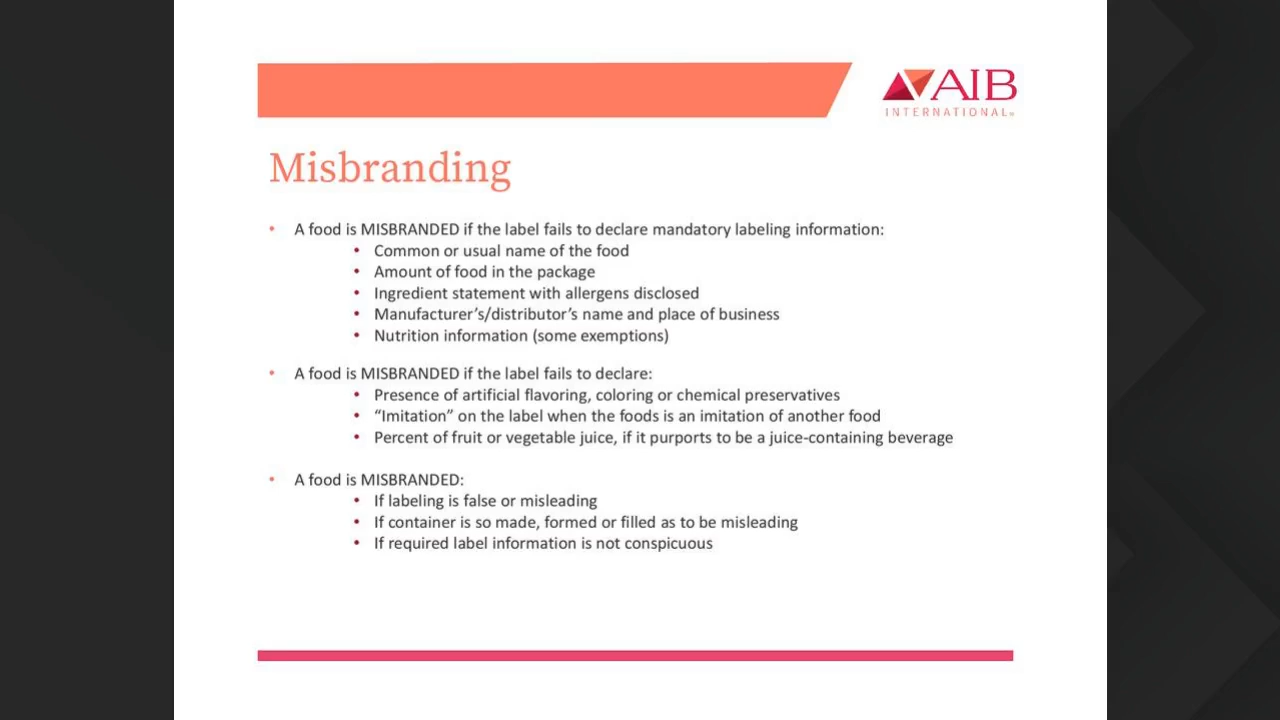 AIB
INTERNATIONAL®
Misbranding
• A food is MISBRANDED if the label fails to declare mandatory labeling information:
• Common or usual name of the food
• Amount of food in the package
• Ingredient statement with allergens disclosed
• Manufacturer’s/distributor’s name and place of business
• Nutrition information (some exemptions)
• A food is MISBRANDED if the label fails to declare:
• Presence of artificial flavoring, coloring or chemical preservatives
• “Imitation” on the label when the foods is an imitation of another food
• Percent of fruit or vegetable juice, if it purports to be a juice-containing beverage
• A food is MISBRANDED:
• If labeling is false or misleading
• If container is so made, formed or filled as to be misleading
• If required label information is not conspicuous